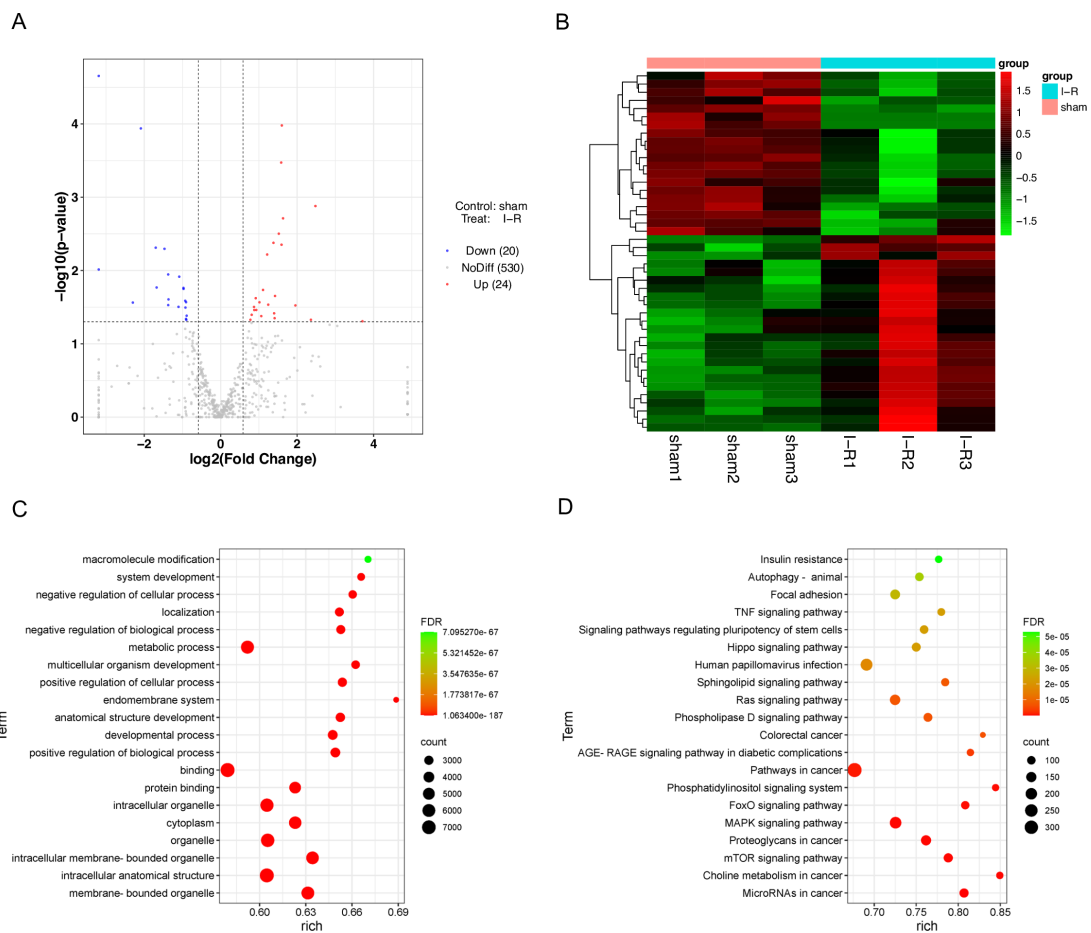 A
4
3
2
1
0
−2
0
2
4
−log10(p−value)
log2(Fold Change)
Control: sham
Treat: I−R
Down (20)
NoDiff (530)
Up (24)
B
group
1.5
1
0.5
0
−0.5
−1
−1.5
group
I−R
sham
sham1
sham2
sham3
I−R1
I−R2
I−R3
C
macromolecule modification
system development
negative regulation of cellular process
localization
negative regulation of biological process
metabolic process
multicellular organism development
positive regulation of cellular process
endomembrane system
anatomical structure development
developmental process
positive regulation of biological process
binding
protein binding
intracellular organelle
cytoplasm
organelle
intracellular membrane- bounded organelle
intracellular anatomical structure
membrane- bounded organelle
Term
0.60
0.63
0.66
0.69
rich
FDR
7.095270e- 67
5.321452e- 67
3.547635e- 67
1.773817e- 67
1.063400e- 187
count
3000
4000
5000
6000
7000
D
Insulin resistance
Autophagy - animal
Focal adhesion
TNF signaling pathway
Signaling pathways regulating pluripotency of stem cells
Hippo signaling pathway
Human papillomavirus infection
Sphingolipid signaling pathway
Ras signaling pathway
Phospholipase D signaling pathway
Colorectal cancer
AGE- RAGE signaling pathway in diabetic complications
Pathways in cancer
Phosphatidylinositol signaling system
FoxO signaling pathway
MAPK signaling pathway
Proteoglycans in cancer
mTOR signaling pathway
Choline metabolism in cancer
MicroRNAs in cancer
Term
0.70
0.75
0.80
0.85
rich
FDR
5e- 05
4e- 05
3e- 05
2e- 05
1e- 05
count
100
150
200
250
300